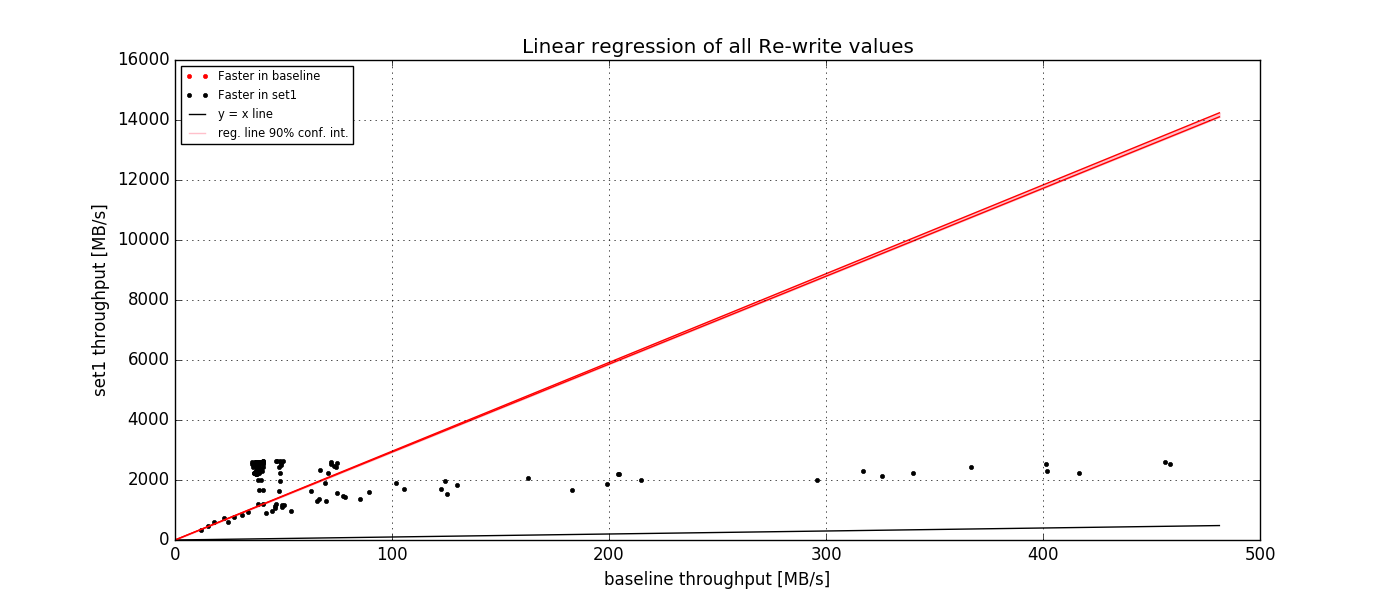 Linear regression of all Re-write values
16000
14000
12000
10000
8000
6000
4000
2000
0
set1 throughput [MB/s]
Faster in baseline
Faster in set1
y = x line
reg. line 90% conf. int.
0 100 200 300 400 500
baseline throughput [MB/s]